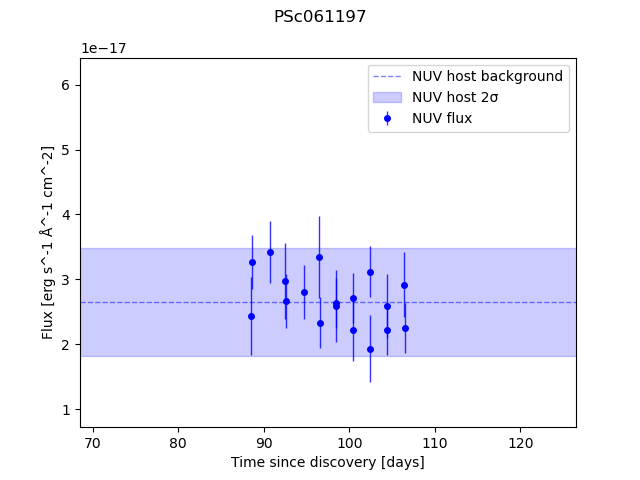 PSc061197
1e−17
NUV host background
NUV host 2σ
NUV flux
6
5
4
3
2
1
Flux [erg s^-1 Å^-1 cm^-2]
70 80 90 100 110 120
Time since discovery [days]